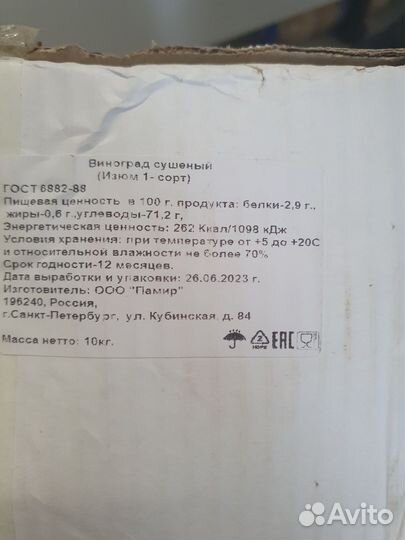 Виноград сушеный
(Изюм 1- сорт)
ГОСТ 6882-88
Пищевая ценность в 100 г. продукта: белки-2,9 г.,
жиры-0,6 г.,углеводы-71,2 г,
Энергетическая ценность: 262 Ккал/1098 кДж
Условия хранения: при температуре от +5 до +20С
и относительной влажности не более 70%
Срок годности-12 месяцев.
Дата выработки и упаковки: 26.06.2023 г.
Изготовитель: ООО "Памир"
196240, Россия,
г.Санкт-Петербург, ул. Кубинская, д. 84
Масса нетто: 10кг.
2
HDPE
EAC
Avito